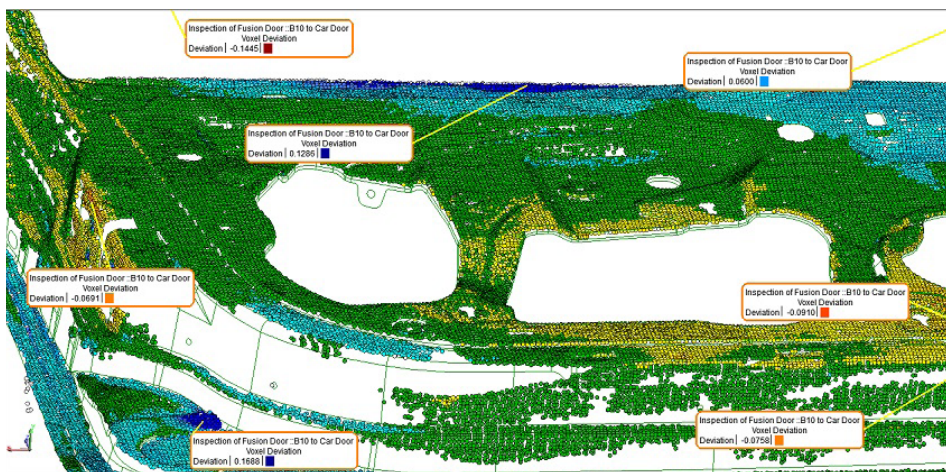 Inspection of Fusion Door ::B10 to Car Door
Voxel Deviation
Deviation | -0.1445 |
Inspection of Fusion Door ::B10 to Car Door
Voxel Deviation
Deviation | 0.0600 |
Inspection of Fusion Door ::B10 to Car Door
Voxel Deviation
Deviation | 0.1286 |
Inspection of Fusion Door ::B10 to Car Door
Voxel Deviation
Deviation | -0.0691 |
Inspection of Fusion Door ::B10 to Car Door
Voxel Deviation
Deviation | -0.0910 |
Inspection of Fusion Door ::B10 to Car Door
Voxel Deviation
Deviation | -0.0758 |
Inspection of Fusion Door ::B10 to Car Door
Voxel Deviation
Deviation | 0.1688 |